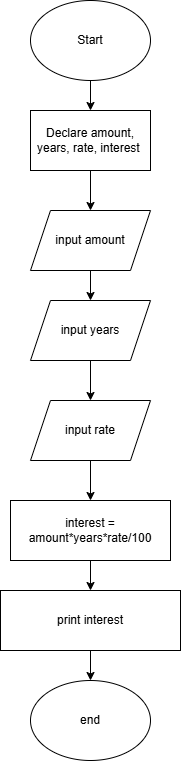 Start
Declare amount,
years, rate, interest
input amount
input years
input rate
interest =
amount*years*rate/100
print interest
end